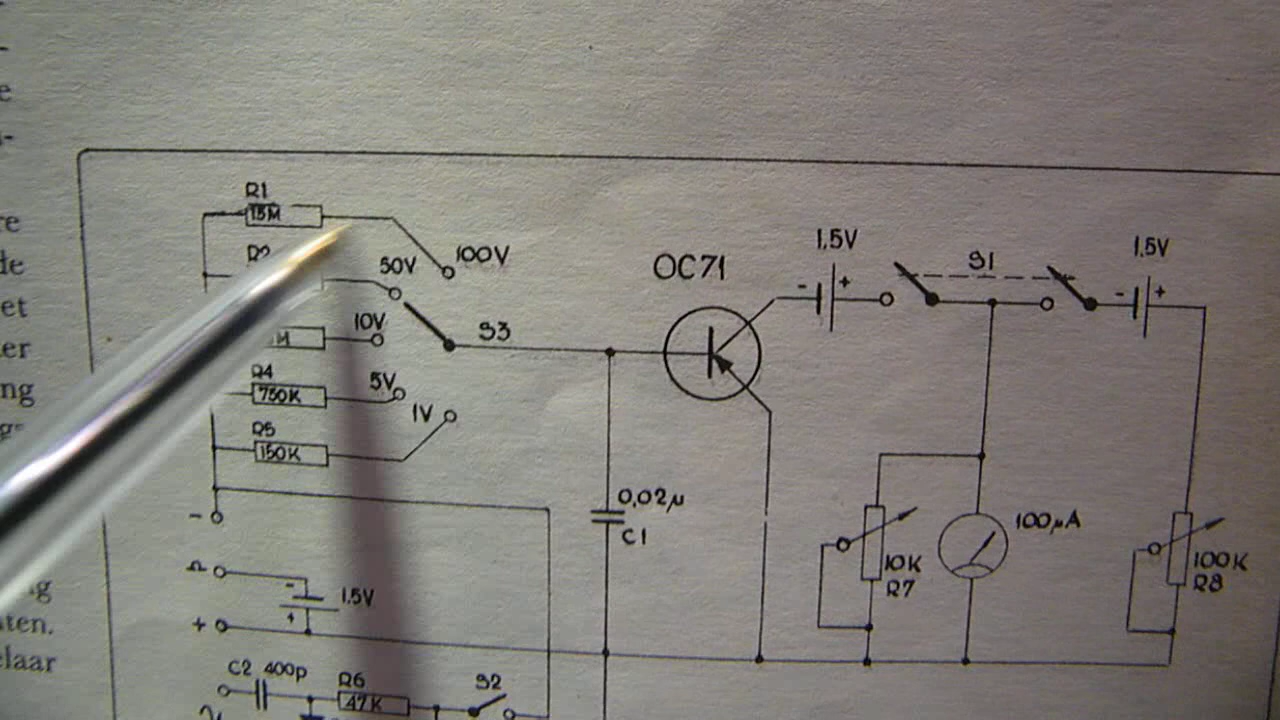 R1
15M
100V
R2
50V
10V
S3
M
R4
750K
5V
1V
R5
150K
-
+
1.5V
-
+
C2 400p
R6
47K
S2
0,02µ
C1
OC71
1.5V
-
+
S1
1.5V
-
+
100µA
10K
R7
100K
R8
re
de
et
er
ng
g-
g
ten.
elaar